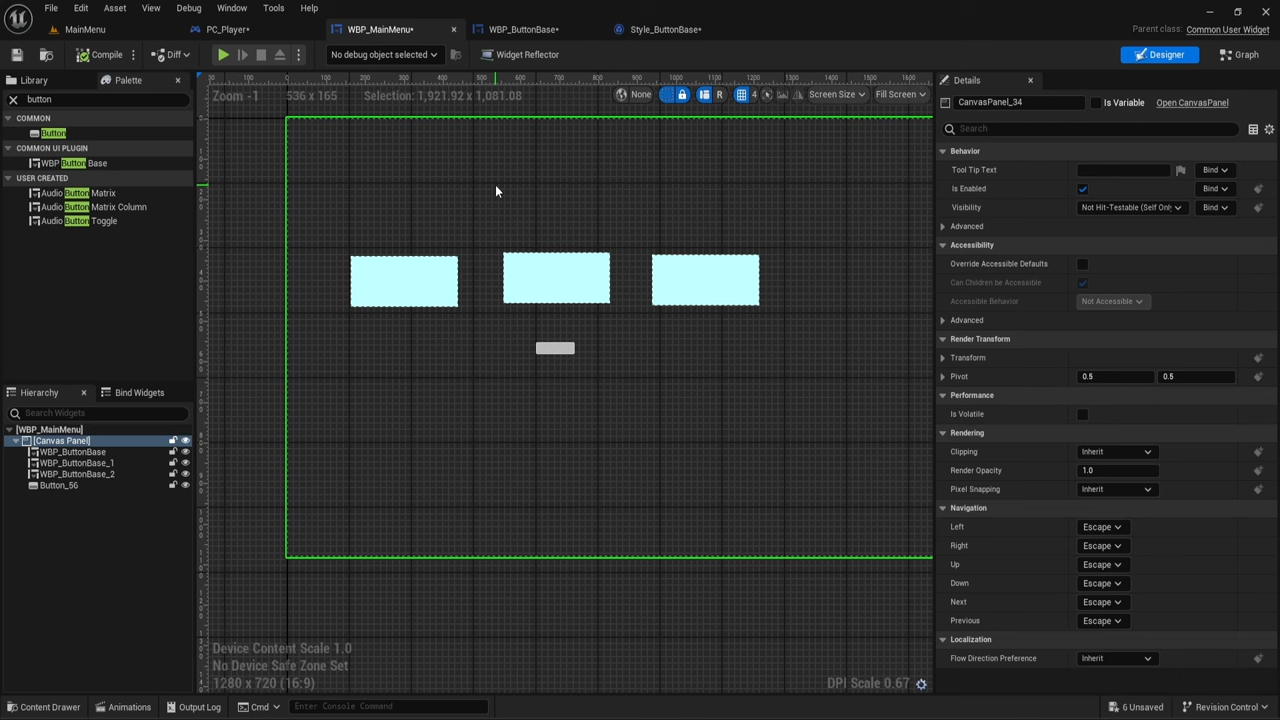 File Edit Asset View Debug Window Tools Help
MainMenu PC_Player* WBP_MainMenu* WBP_ButtonBase* Style_ButtonBase* Parent class: Common User Widget
Compile Diff No debug object selected Widget Reflector Designer Graph
Library Palette
button
COMMON
Button
COMMON UI PLUGIN
WBP Button Base
USER CREATED
Audio Button Matrix
Audio Button Matrix Column
Audio Button Toggle
Hierarchy Bind Widgets
Search Widgets
[WBP_MainMenu]
[Canvas Panel]
WBP_ButtonBase
WBP_ButtonBase_1
WBP_ButtonBase_2
Button_56
Zoom -1 536 x 165 Selection: 1,921.92 x 1,081.08 None R 4 Screen Size Fill Screen
Device Content Scale 1.0
No Device Safe Zone Set
1280 x 720 (16:9) DPI Scale 0.67
Details
CanvasPanel_34 Is Variable Open CanvasPanel
Search
Behavior
Tool Tip Text Bind
Is Enabled Bind
Visibility Not Hit-Testable (Self Only Bind
Advanced
Accessibility
Override Accessible Defaults
Can Children be Accessible
Accessible Behavior Not Accessible
Advanced
Render Transform
Transform
Pivot 0.5 0.5
Performance
Is Volatile
Rendering
Clipping Inherit
Render Opacity 1.0
Pixel Snapping Inherit
Navigation
Left Escape
Right Escape
Up Escape
Down Escape
Next Escape
Previous Escape
Localization
Flow Direction Preference Inherit
Content Drawer Animations Output Log Cmd Enter Console Command 6 Unsaved Revision Control